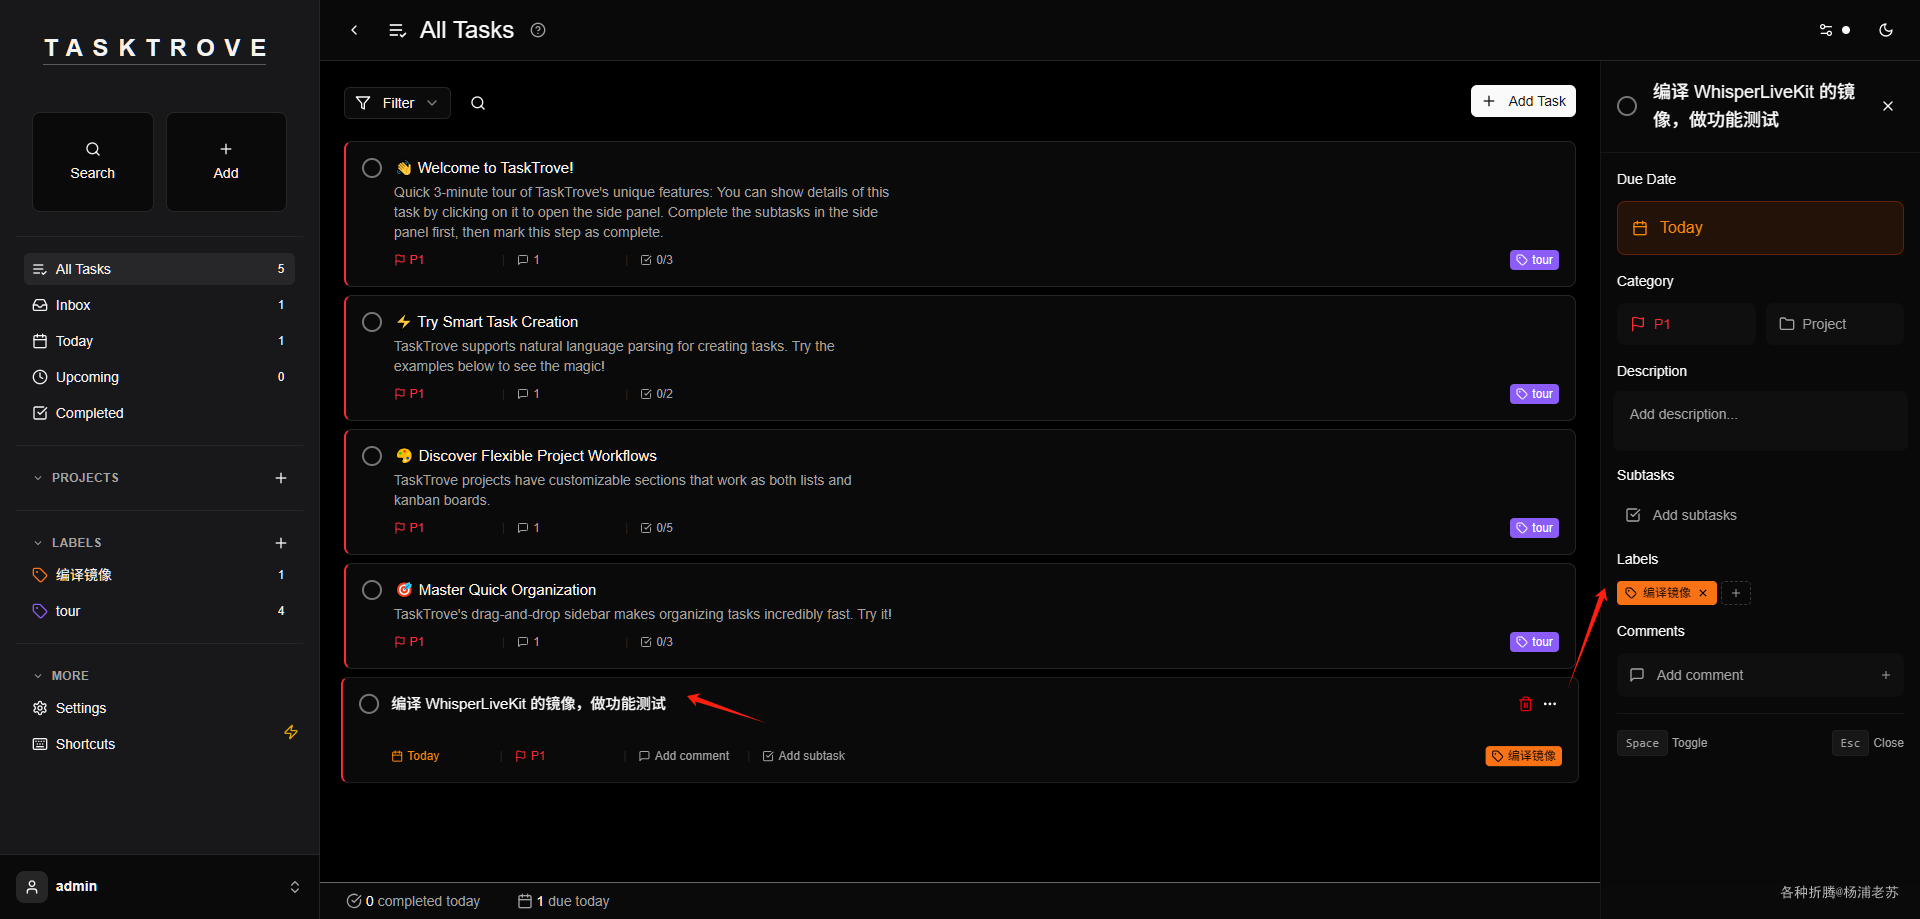 TASKTROVE
Search
Add
All Tasks 5
Inbox 1
Today 1
Upcoming 0
Completed
PROJECTS
LABELS
编译镜像 1
tour 4
MORE
Settings
Shortcuts
admin
All Tasks
Filter
Add Task
Welcome to TaskTrove!
Quick 3-minute tour of TaskTrove's unique features: You can show details of this
task by clicking on it to open the side panel. Complete the subtasks in the side
panel first, then mark this step as complete.
P1 1 0/3 tour
Try Smart Task Creation
TaskTrove supports natural language parsing for creating tasks. Try the
examples below to see the magic!
P1 1 0/2 tour
Discover Flexible Project Workflows
TaskTrove projects have customizable sections that work as both lists and
kanban boards.
P1 1 0/5 tour
Master Quick Organization
TaskTrove's drag-and-drop sidebar makes organizing tasks incredibly fast. Try it!
P1 1 0/3 tour
编译 WhisperLiveKit 的镜像，做功能测试
Today P1 Add comment Add subtask 编译镜像
0 completed today 1 due today
编译 WhisperLiveKit 的镜
像，做功能测试
Due Date
Today
Category
P1 Project
Description
Add description...
Subtasks
Add subtasks
Labels
编译镜像
Comments
Add comment
Space Toggle Esc Close
各种折腾@杨浦老苏